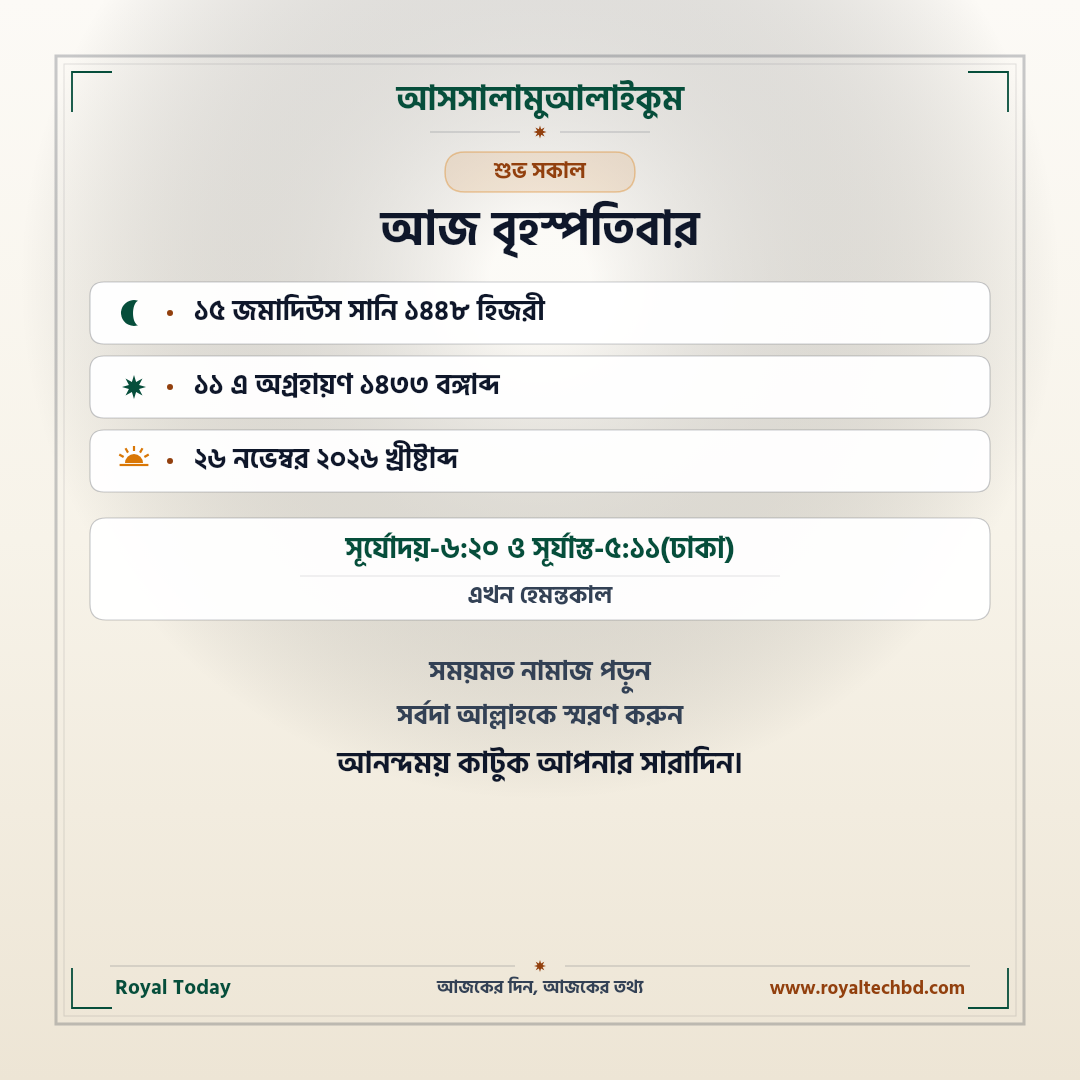 আসসালামুআলাইকুম
শুভ সকাল
আজ বৃহস্পতিবার
১৫ জমাদিউস সানি ১৪৪৮ হিজরী
১১ এ অগ্রহায়ণ ১৪৩৩ বঙ্গাব্দ
২৬ নভেম্বর ২০২৬ খ্রীষ্টাব্দ
সূর্যোদয়-৬:২০ ও সূর্যাস্ত-৫:১১(ঢাকা)
এখন হেমন্তকাল
সময়মত নামাজ পড়ুন
সর্বদা আল্লাহকে স্মরণ করুন
আনন্দময় কাটুক আপনার সারাদিন।
Royal Today
আজকের দিন, আজকের তথ্য
www.royaltechbd.com